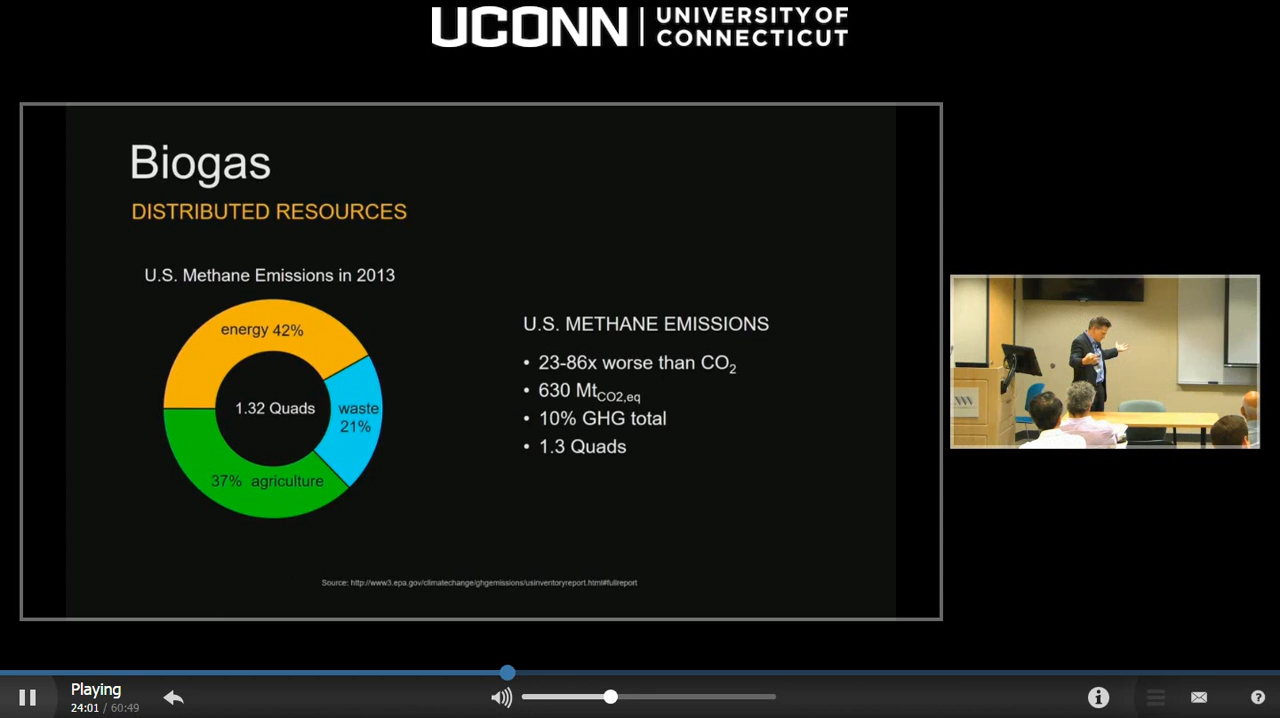 UCONN
UNIVERSITY OF
CONNECTICUT
Biogas
DISTRIBUTED RESOURCES
U.S. Methane Emissions in 2013
energy 42%
1.32 Quads
waste
21%
37% agriculture
U.S. METHANE EMISSIONS
• 23-86x worse than CO₂
• 630 Mt_CO2,eq
• 10% GHG total
• 1.3 Quads
Source: http://www3.epa.gov/climatechange/ghgemissions/usinventoryreport.html#fullreport
Playing
24:01 / 60:49